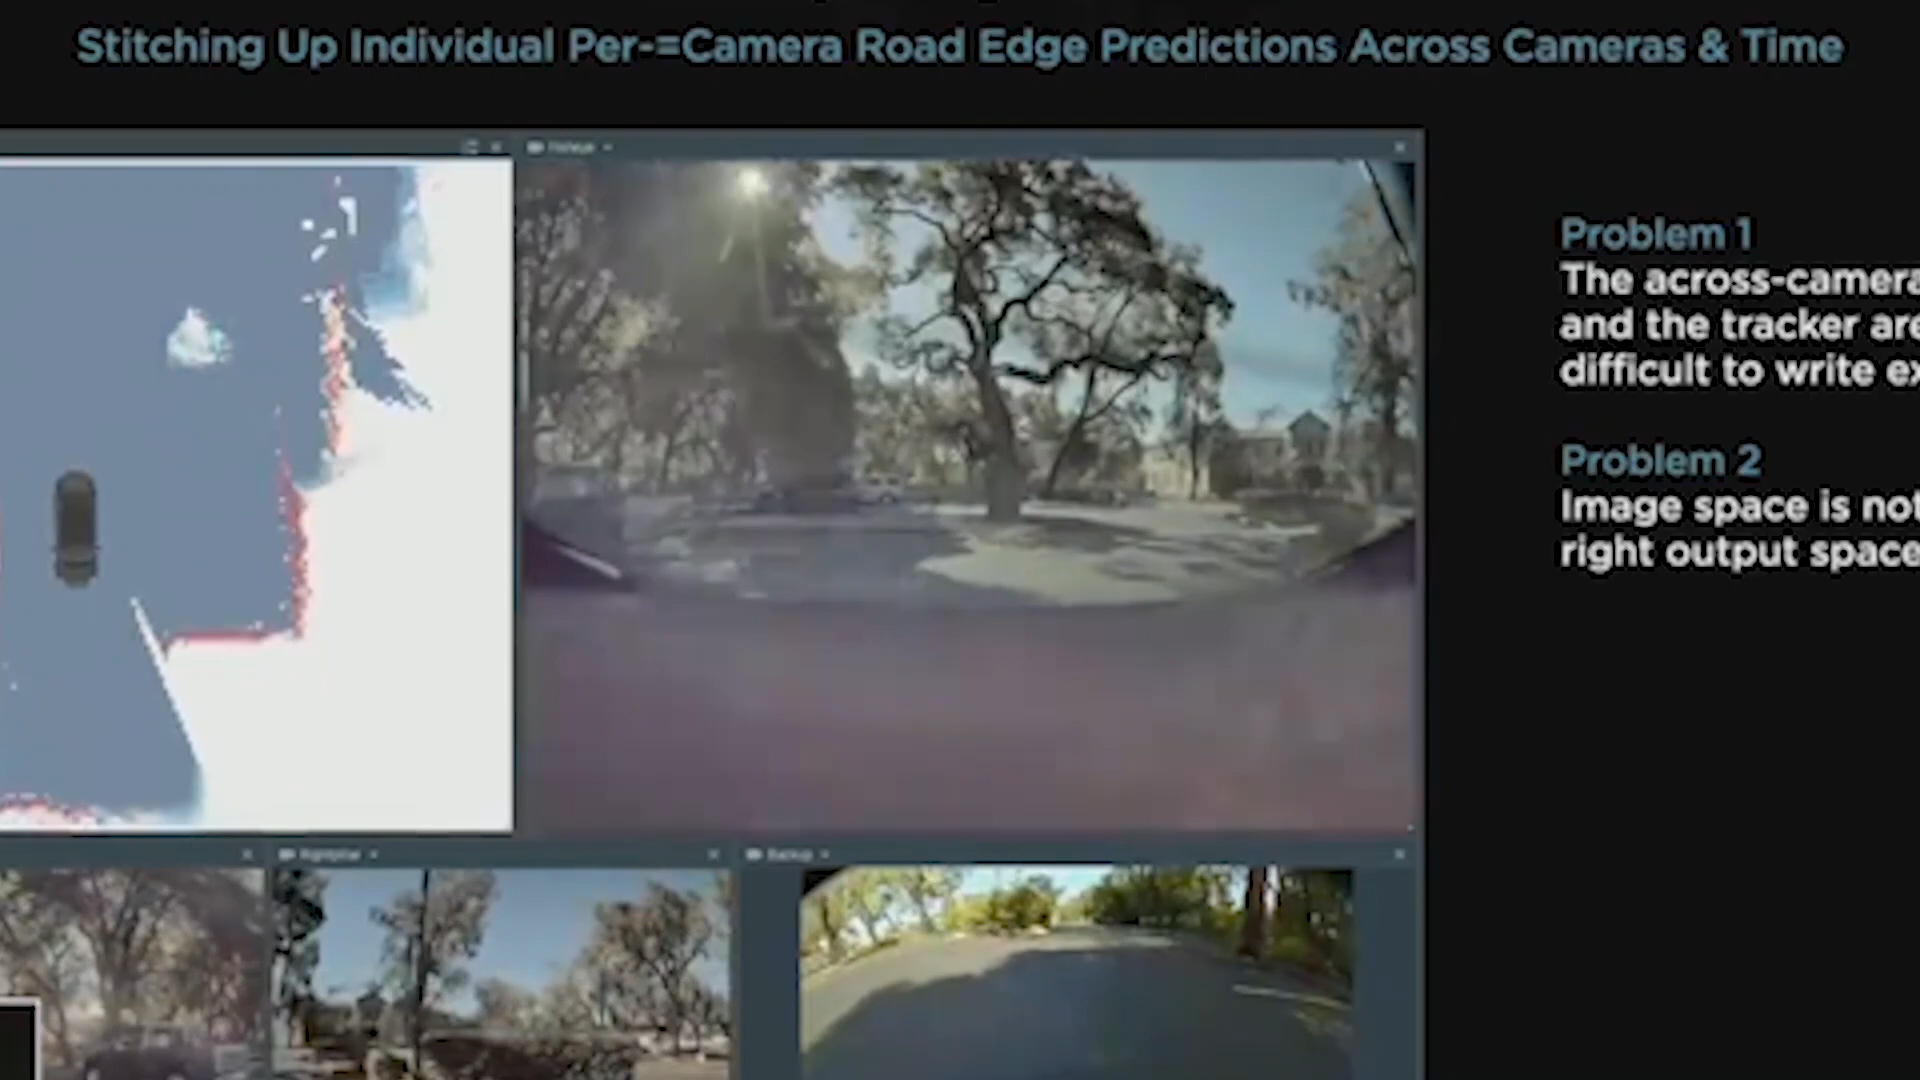 Stitching Up Individual Per-=Camera Road Edge Predictions Across Cameras & Time
Problem 1
The across-camera
and the tracker are
difficult to write
Problem 2
Image space is not
right output space
Backup